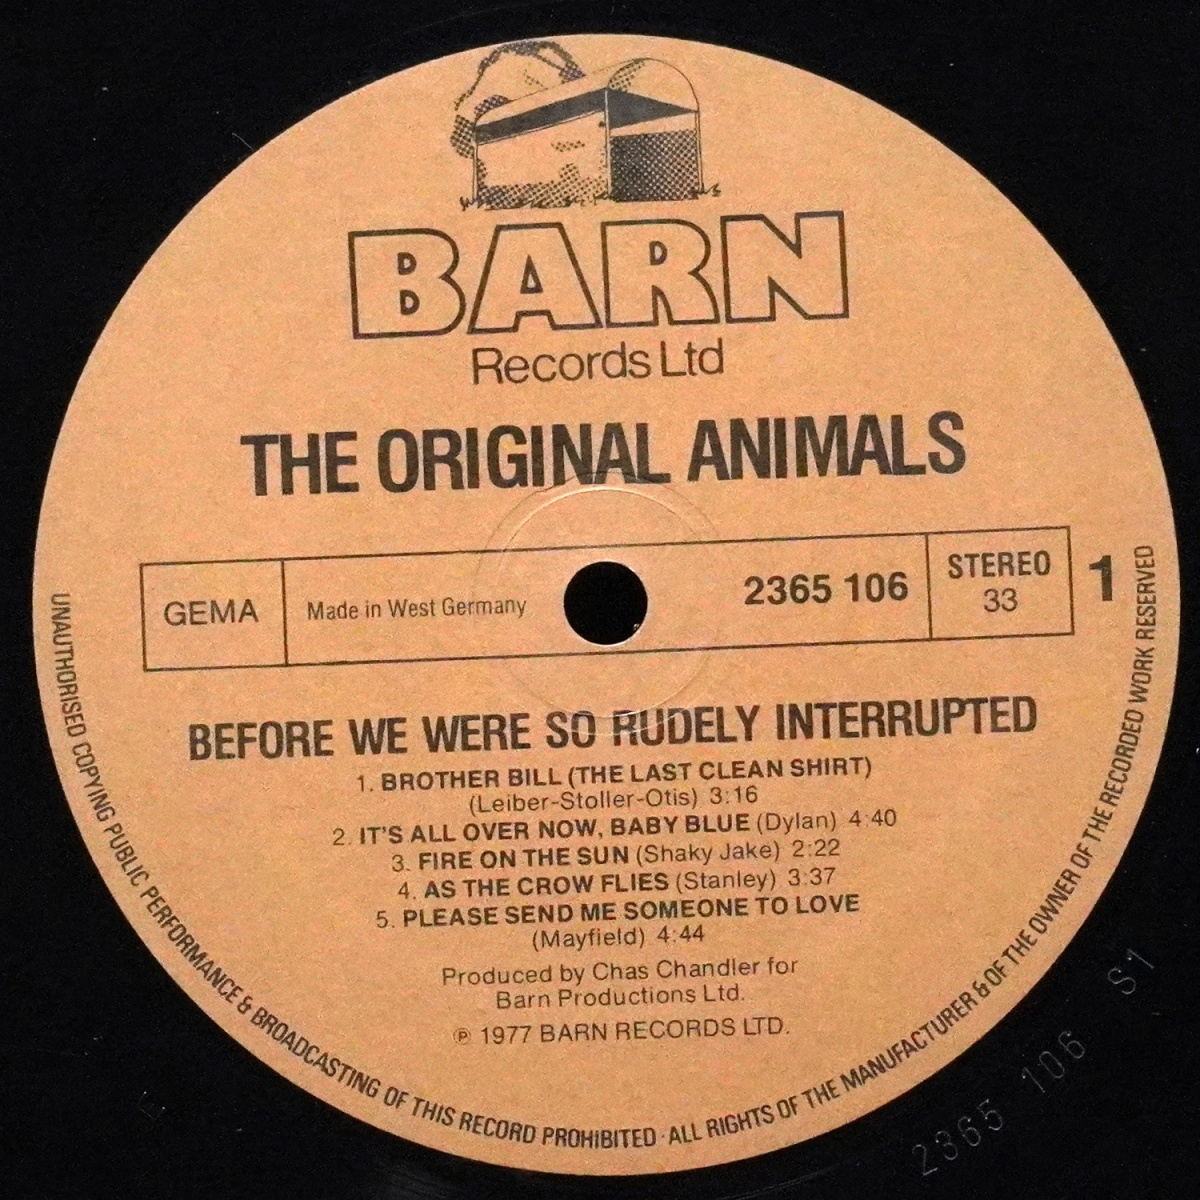 BARN
Records Ltd
THE ORIGINAL ANIMALS
GEMA
Made in West Germany
2365 106
STEREO
33
1
BEFORE WE WERE SO RUDELY INTERRUPTED
1. BROTHER BILL (THE LAST CLEAN SHIRT)
(Leiber-Stoller-Otis) 3:16
2. IT'S ALL OVER NOW, BABY BLUE (Dylan) 4:40
3. FIRE ON THE SUN (Shaky Jake) 2:22
4. AS THE CROW FLIES (Stanley) 3:37
5. PLEASE SEND ME SOMEONE TO LOVE
(Mayfield) 4:44
Produced by Chas Chandler for
Barn Productions Ltd.
℗ 1977 BARN RECORDS LTD.
UNAUTHORISED COPYING PUBLIC PERFORMANCE & BROADCASTING OF THIS RECORD PROHIBITED · ALL RIGHTS OF THE MANUFACTURER & OF THE OWNER OF THE RECORDED WORK RESERVED
2365 106 S1